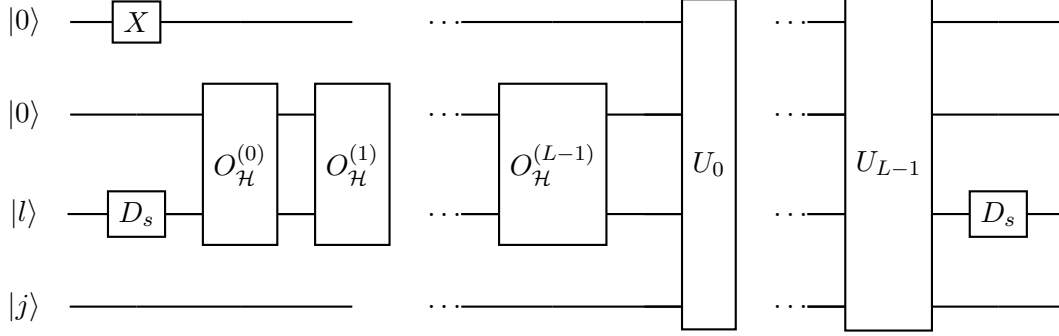 |0⟩ X ··· ···
|0⟩ O_ℋ^{(0)} O_ℋ^{(1)} ··· O_ℋ^{(L−1)} U_0 ··· U_{L−1}
|l⟩ D_s ··· ··· D_s
|j⟩ ··· ···